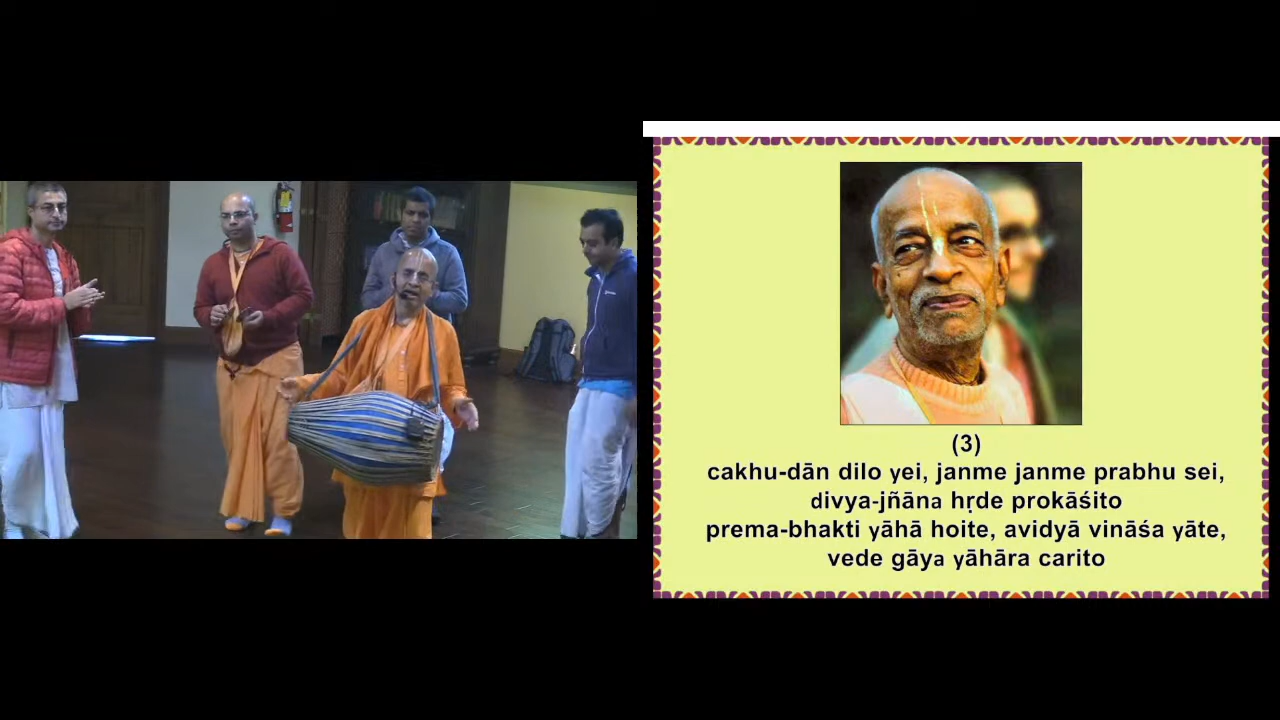 (3)
cakhu-dān dilo yei, janme janme prabhu sei,
divya-jñāna hṛde prokāśito
prema-bhakti yāhā hoite, avidyā vināśa yāte,
vede gāya yāhāra carito